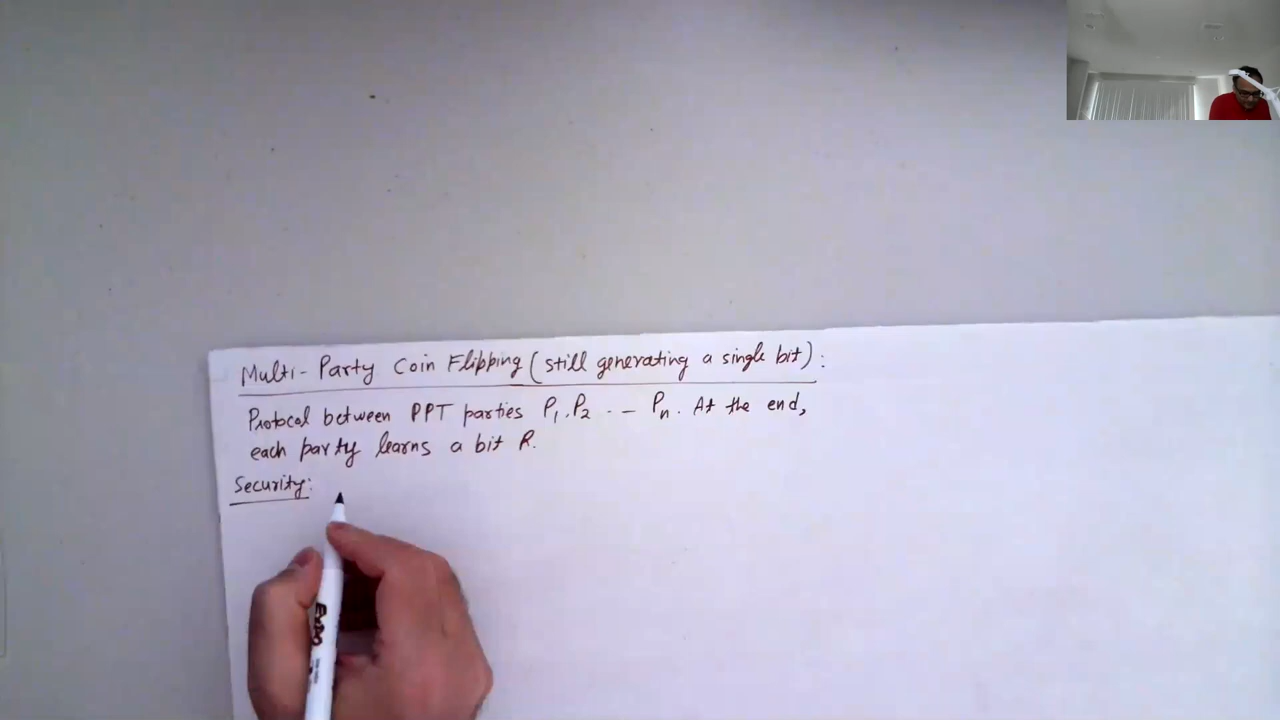 Multi-Party Coin Flipping (still generating a single bit):
Protocol between PPT parties P₁, P₂ .. – Pₙ. At the end,
each party learns a bit R.
Security:
EXPO